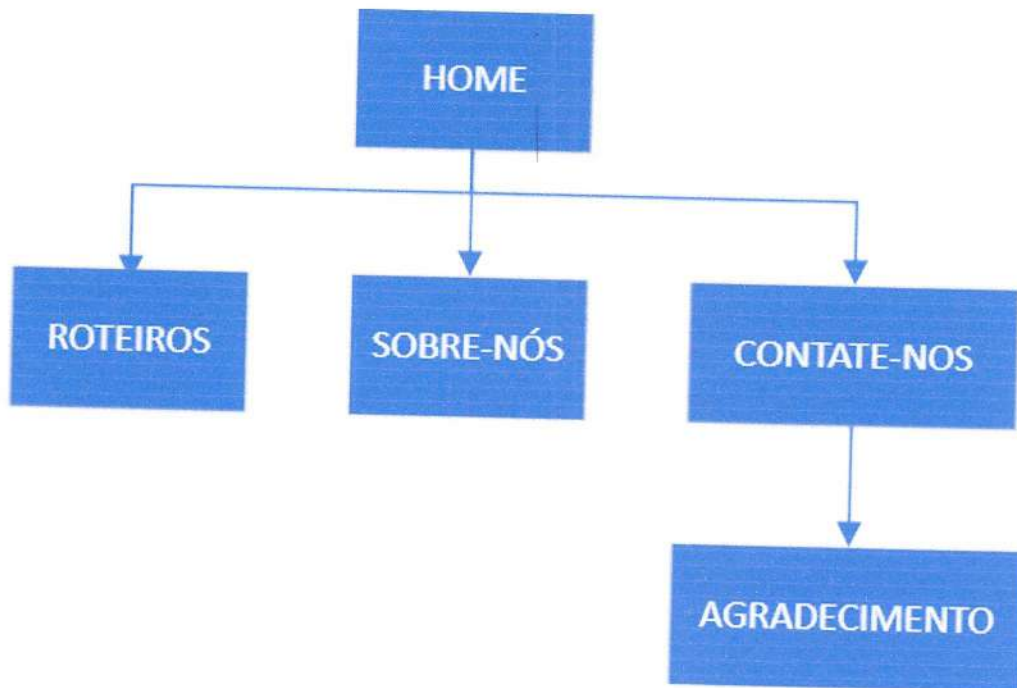 HOME
ROTEIROS
SOBRE-NÓS
CONTATE-NOS
AGRADECIMENTO